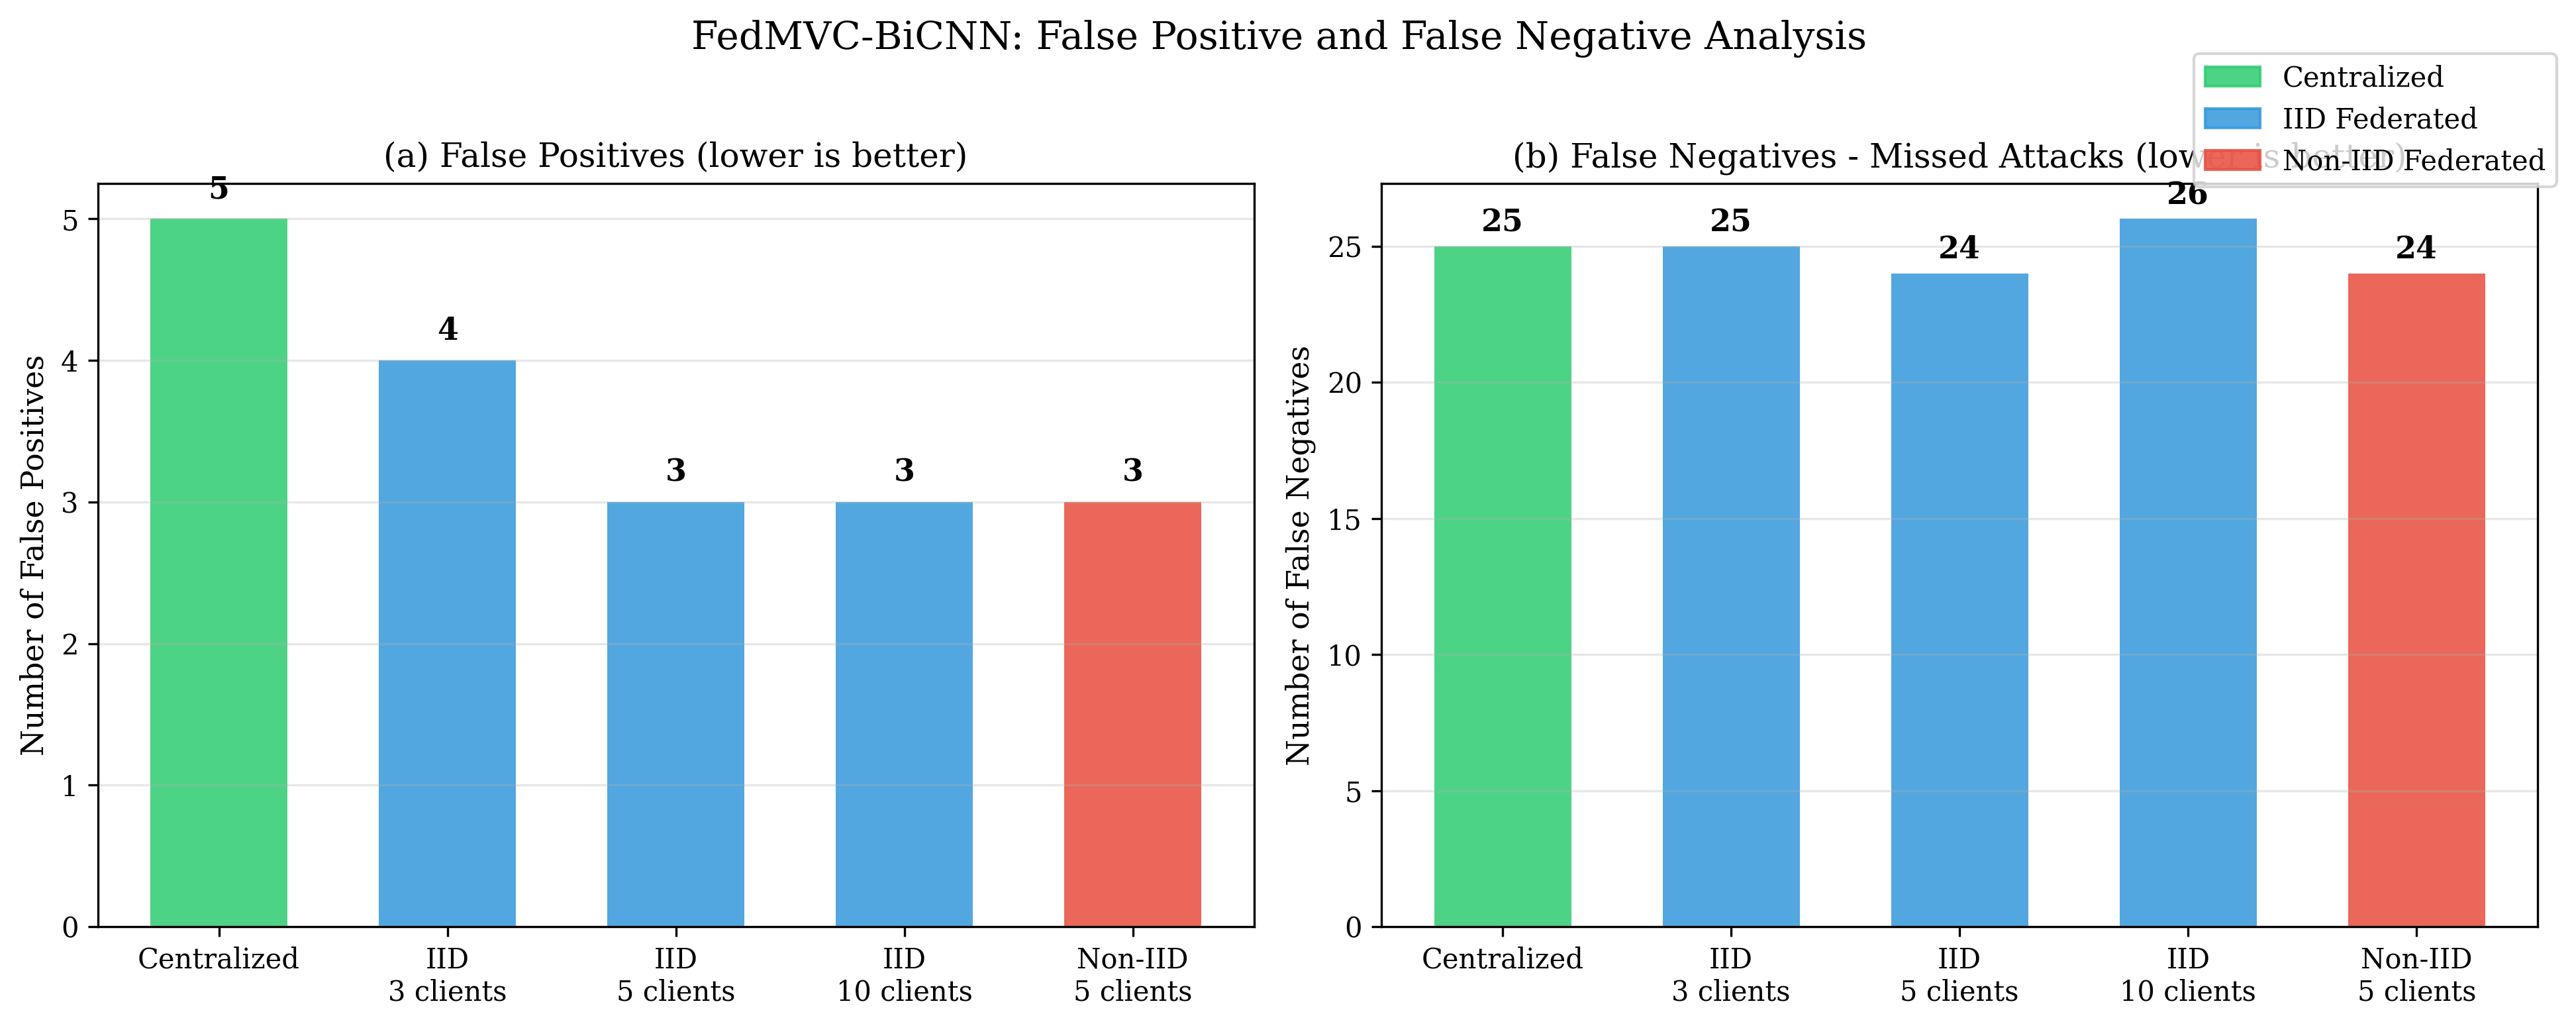 FedMVC-BiCNN: False Positive and False Negative Analysis
Centralized
IID Federated
Non-IID Federated
(a) False Positives (lower is better)
5
4
3
3
3
Number of False Positives
5
4
3
2
1
0
Centralized
IID
3 clients
IID
5 clients
IID
10 clients
Non-IID
5 clients
(b) False Negatives - Missed Attacks (lower is better)
25
25
24
26
24
Number of False Negatives
25
20
15
10
5
0
Centralized
IID
3 clients
IID
5 clients
IID
10 clients
Non-IID
5 clients